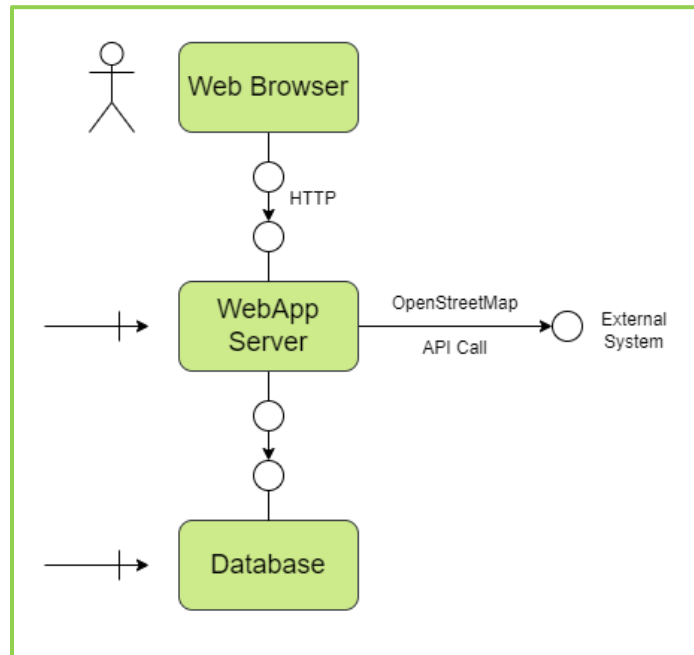 Web Browser
HTTP
WebApp
Server
OpenStreetMap
API Call
External
System
Database